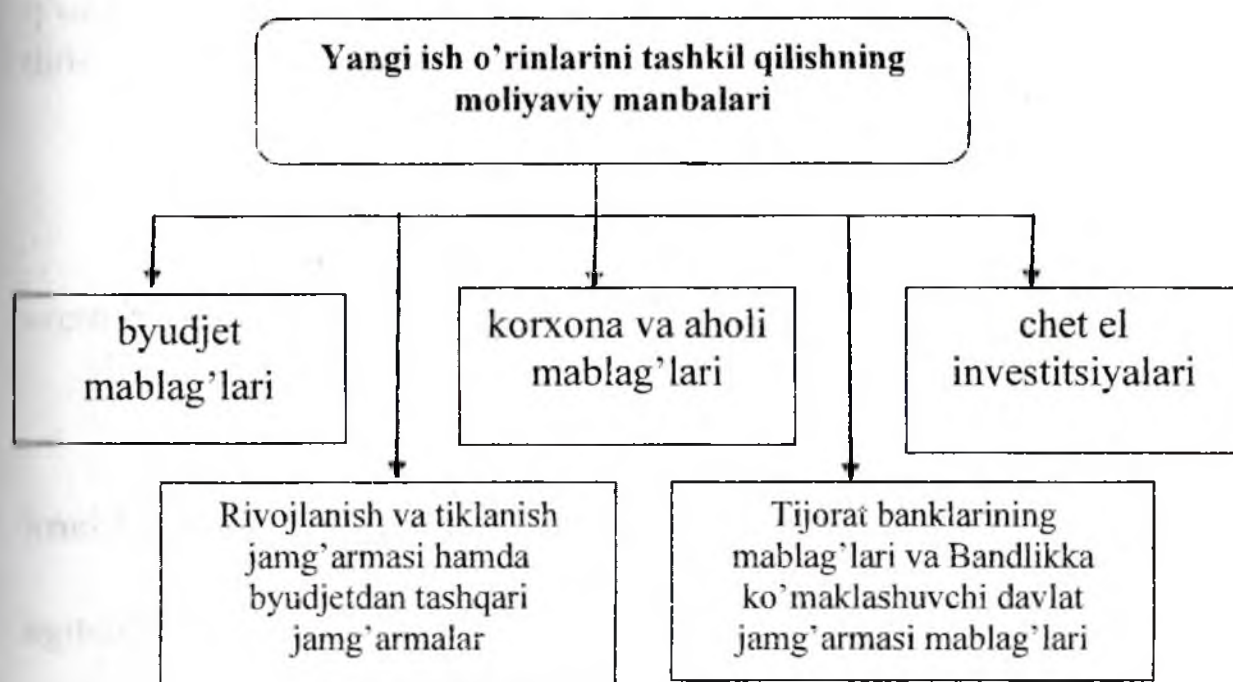 Yangi ish o'rinlarini tashkil qilishning
moliyaviy manbalari
byudjet
mablag'lari
korxona va aholi
mablag'lari
chet el
investitsiyalari
Rivojlanish va tiklanish
jamg'armasi hamda
byudjetdan tashqari
jamg'armalar
Tijorat banklarining
mablag'lari va Bandlikka
ko'maklashuvchi davlat
jamg'armasi mablag'lari